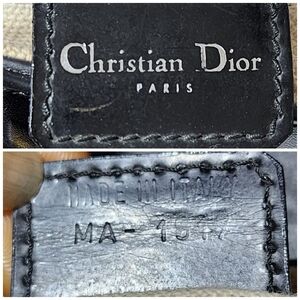 Christian Dior
PARIS
MADE IN ITALY
MA-